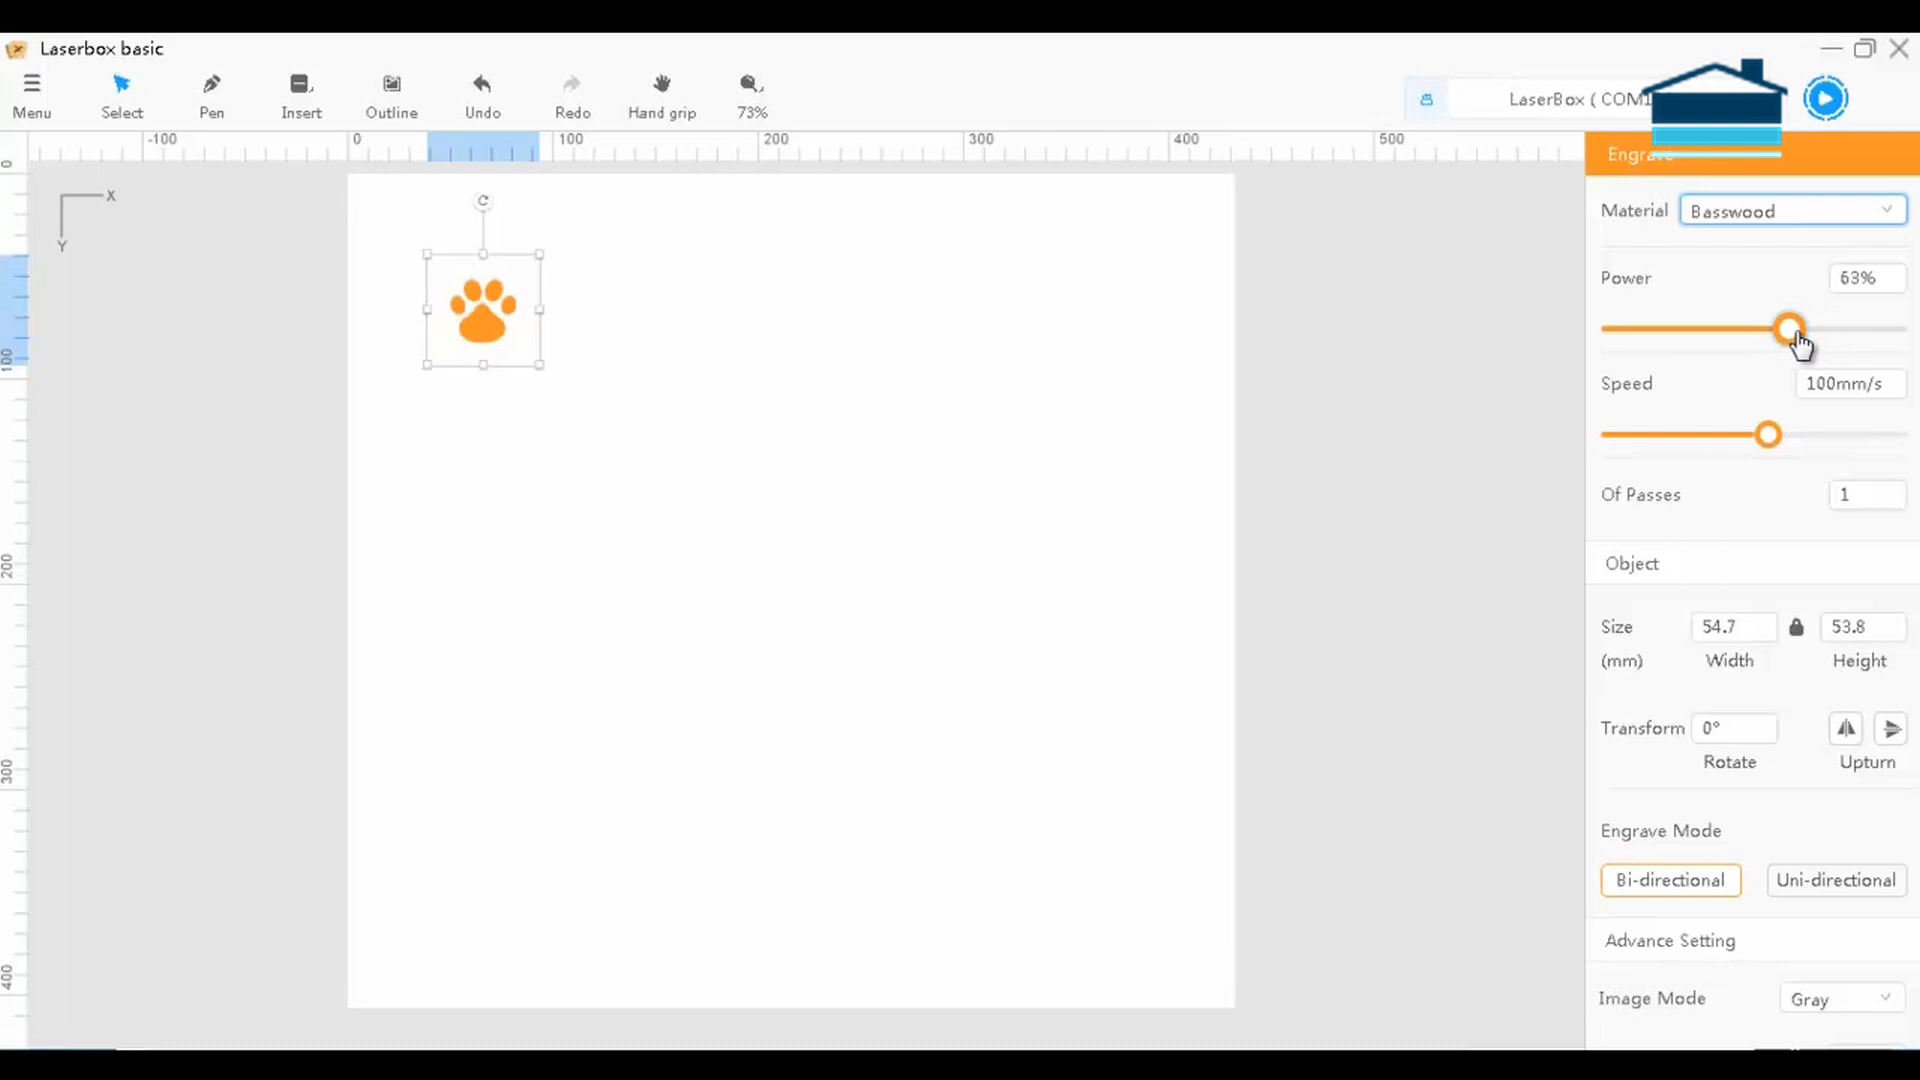 Laserbox basic
Menu
Select
Pen
Insert
Outline
Undo
Redo
Hand grip
73%
LaserBox ( COM1
-100
0
100
200
300
400
500
0
100
200
300
400
X
Y
Engrave
Material
Basswood
Power
63%
Speed
100mm/s
Of Passes
1
Object
Size
54.7
53.8
(mm)
Width
Height
Transform
0°
Rotate
Upturn
Engrave Mode
Bi-directional
Uni-directional
Advance Setting
Image Mode
Gray